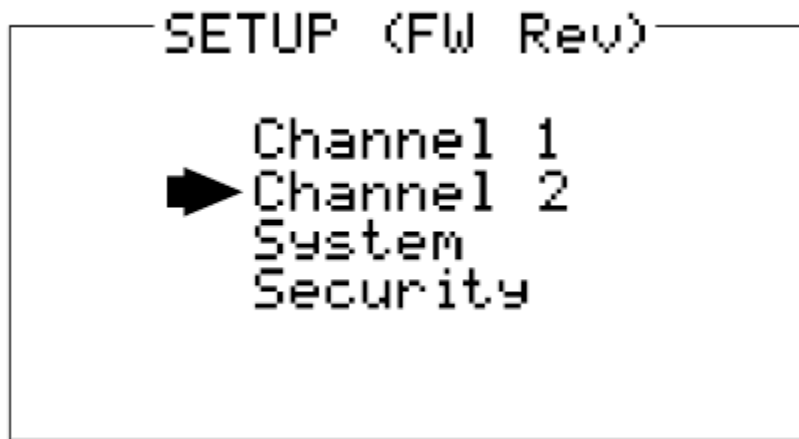 SETUP (FW Rev)
Channel 1
Channel 2
System
Security